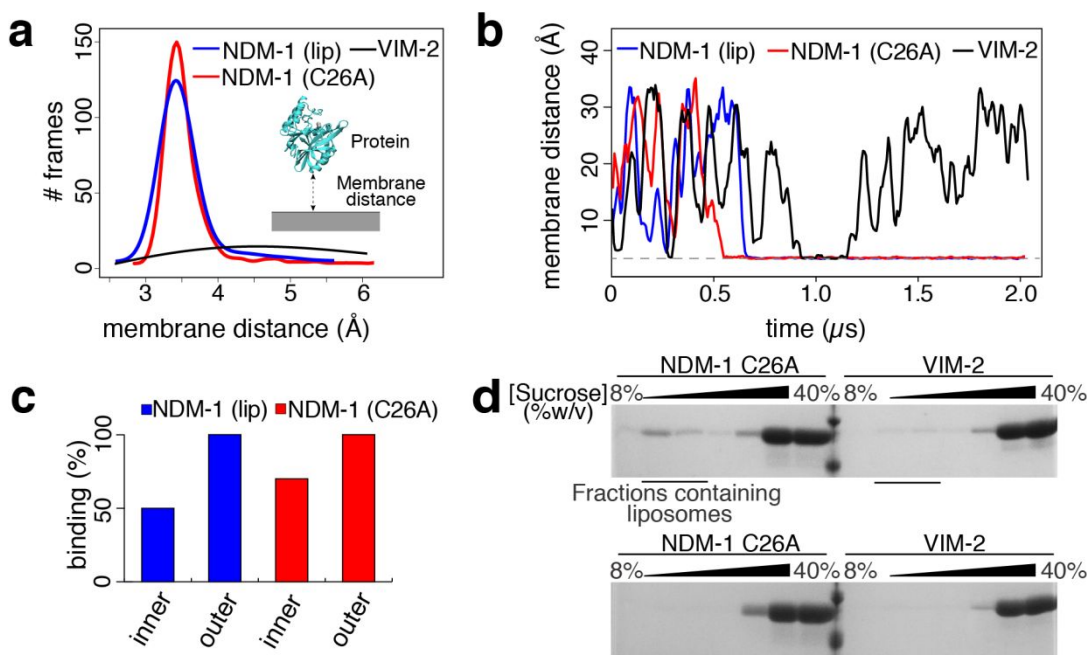 a
NDM-1 (lip) VIM-2
NDM-1 (C26A)
150
100
50
0
# frames
Protein
Membrane
distance
3 4 5 6
membrane distance (Å)
b
NDM-1 (lip) NDM-1 (C26A) VIM-2
40
30
20
10
membrane distance (Å)
0 0.5 1.0 1.5 2.0
time (µs)
c
NDM-1 (lip) NDM-1 (C26A)
100
50
0
binding (%)
inner outer inner outer
d
NDM-1 C26A VIM-2
[Sucrose] 8% 40% 8% 40%
(%w/v)
Fractions containing
liposomes
NDM-1 C26A VIM-2
8% 40% 8% 40%